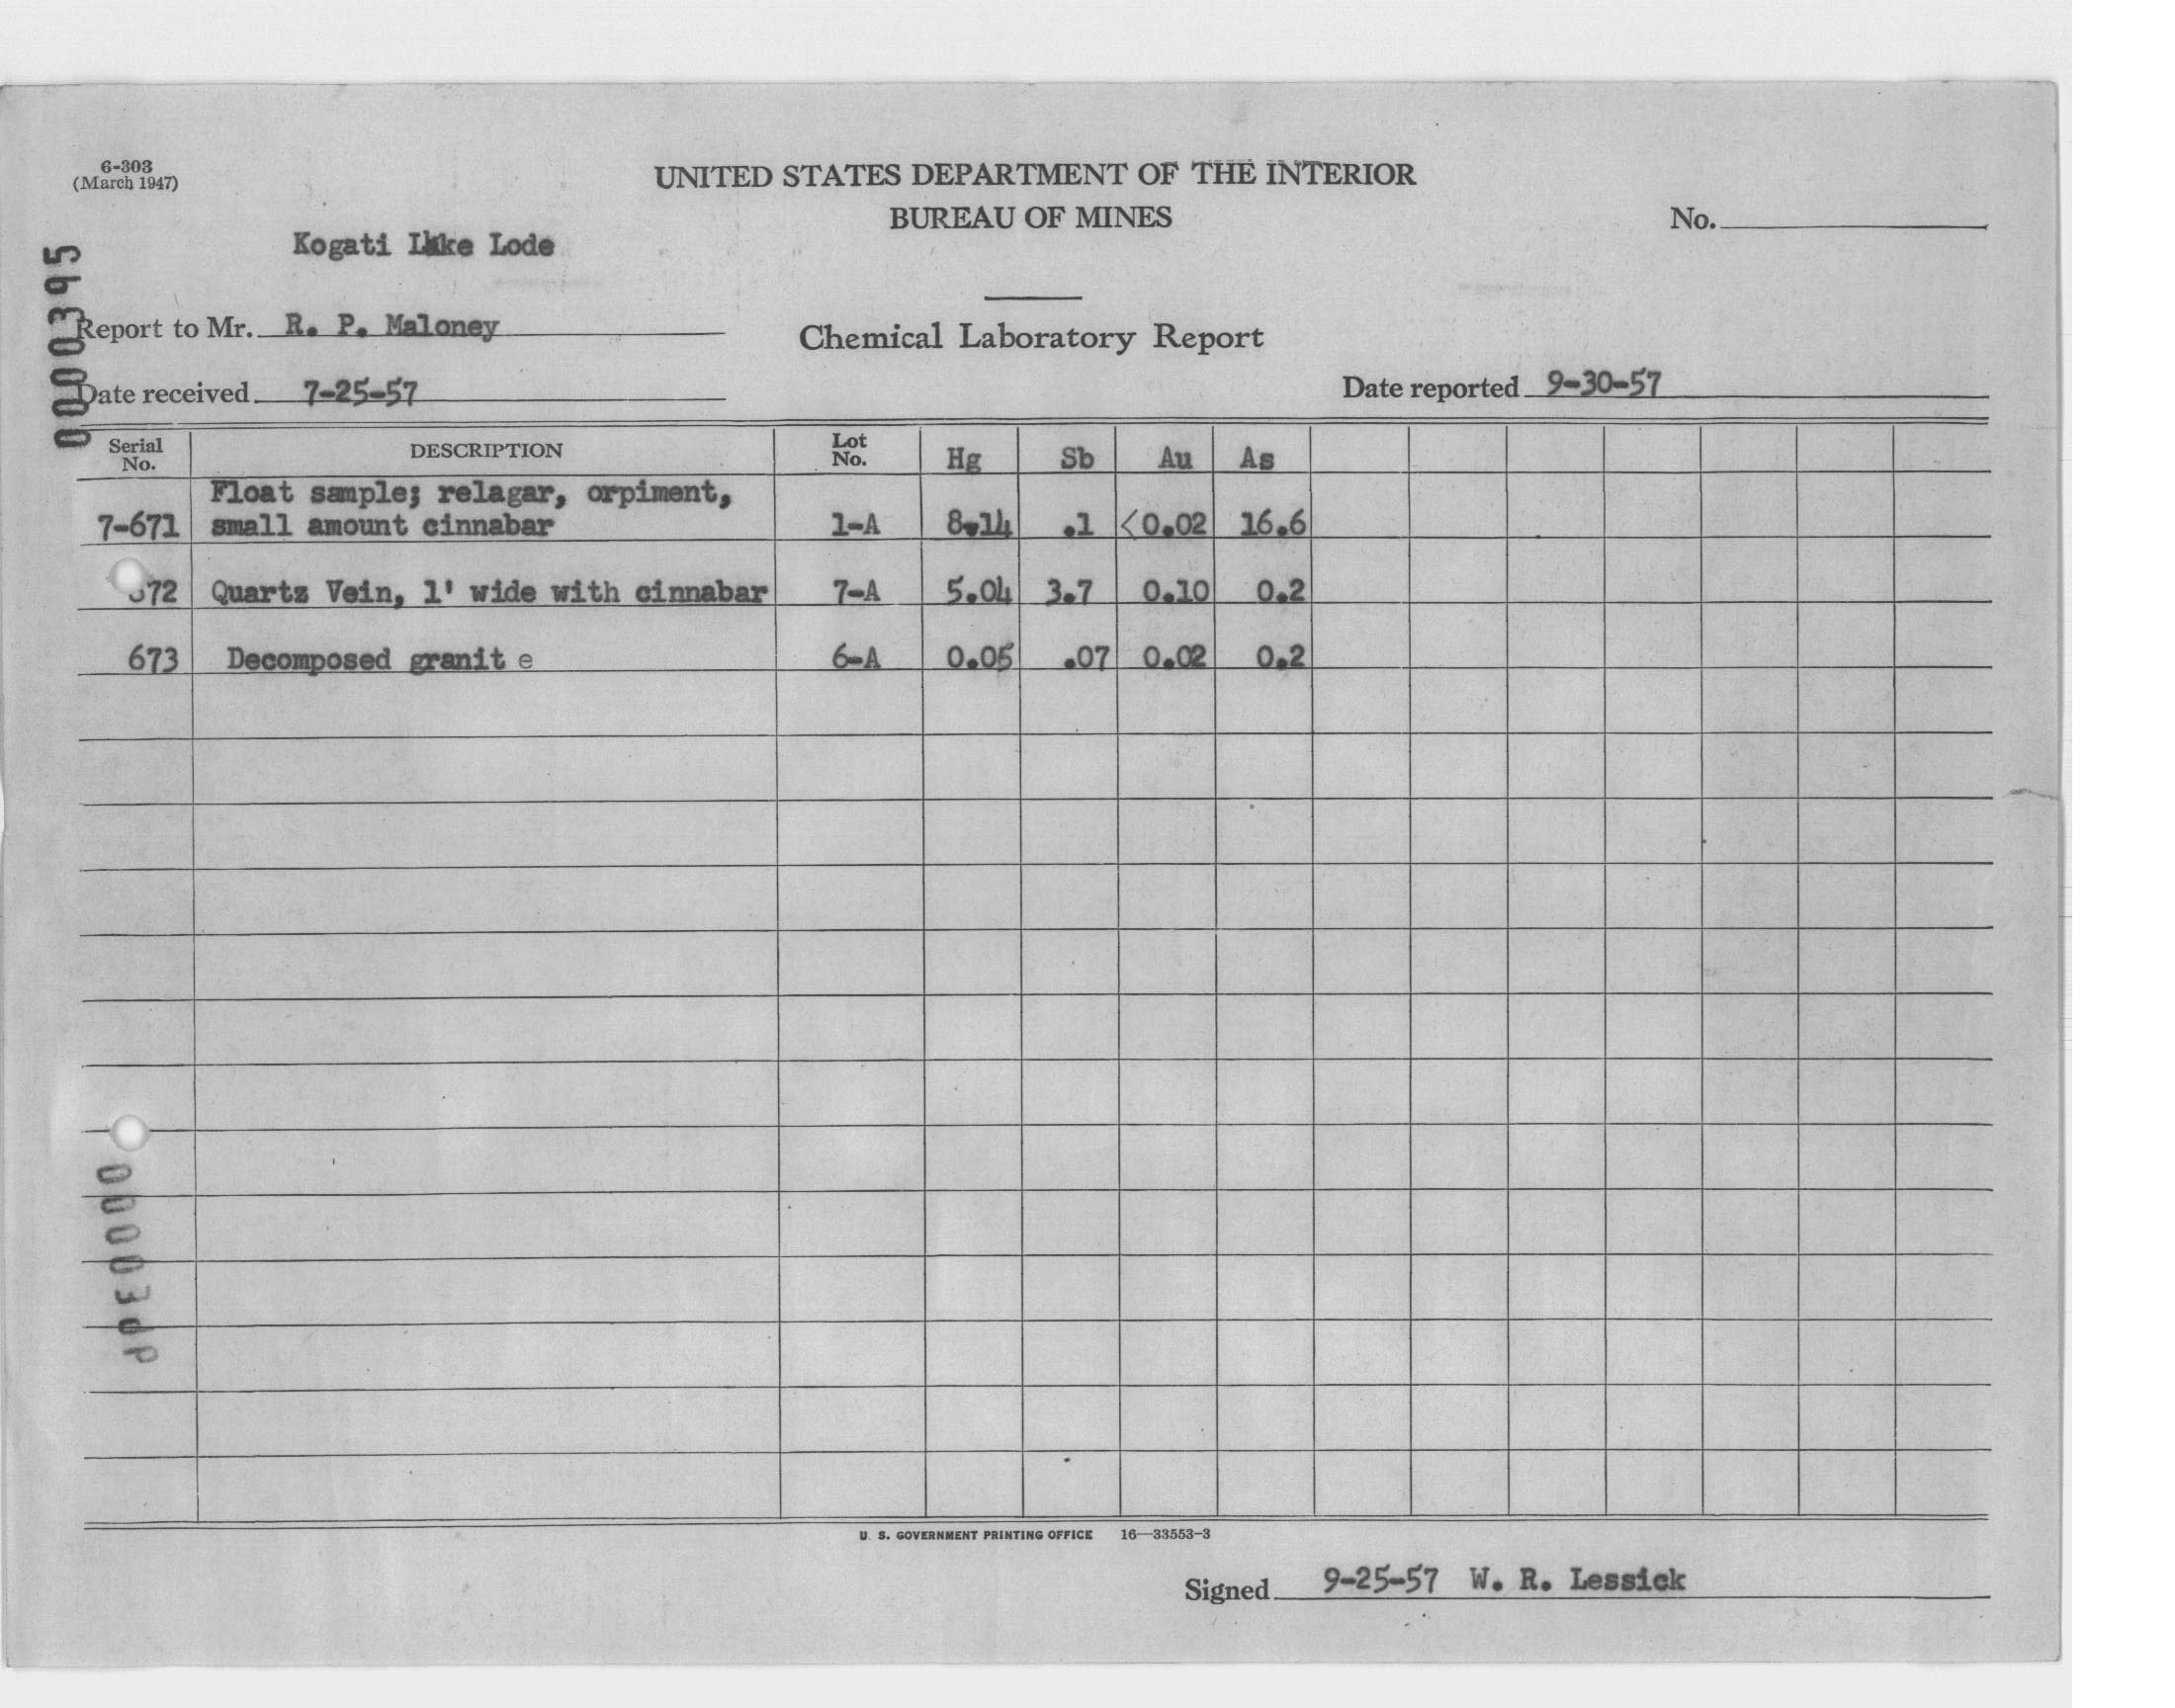 6-303
(March 1947)
UNITED STATES DEPARTMENT OF THE INTERIOR
BUREAU OF MINES
No.
Kogati Lake Lode
000395
Report to Mr. R. P. Maloney
Chemical Laboratory Report
Date received 7-25-57
Date reported 9-30-57
Serial No. DESCRIPTION Lot No. Hg Sb Au As
Float sample; relagar, orpiment,
7-671 small amount cinnabar 1-A 8.14 .1 <0.02 16.6
72 Quartz Vein, 1' wide with cinnabar 7-A 5.04 3.7 0.10 0.2
673 Decomposed granite 6-A 0.05 .07 0.02 0.2
U. S. GOVERNMENT PRINTING OFFICE 16—33553-3
Signed 9-25-57 W. R. Lessick